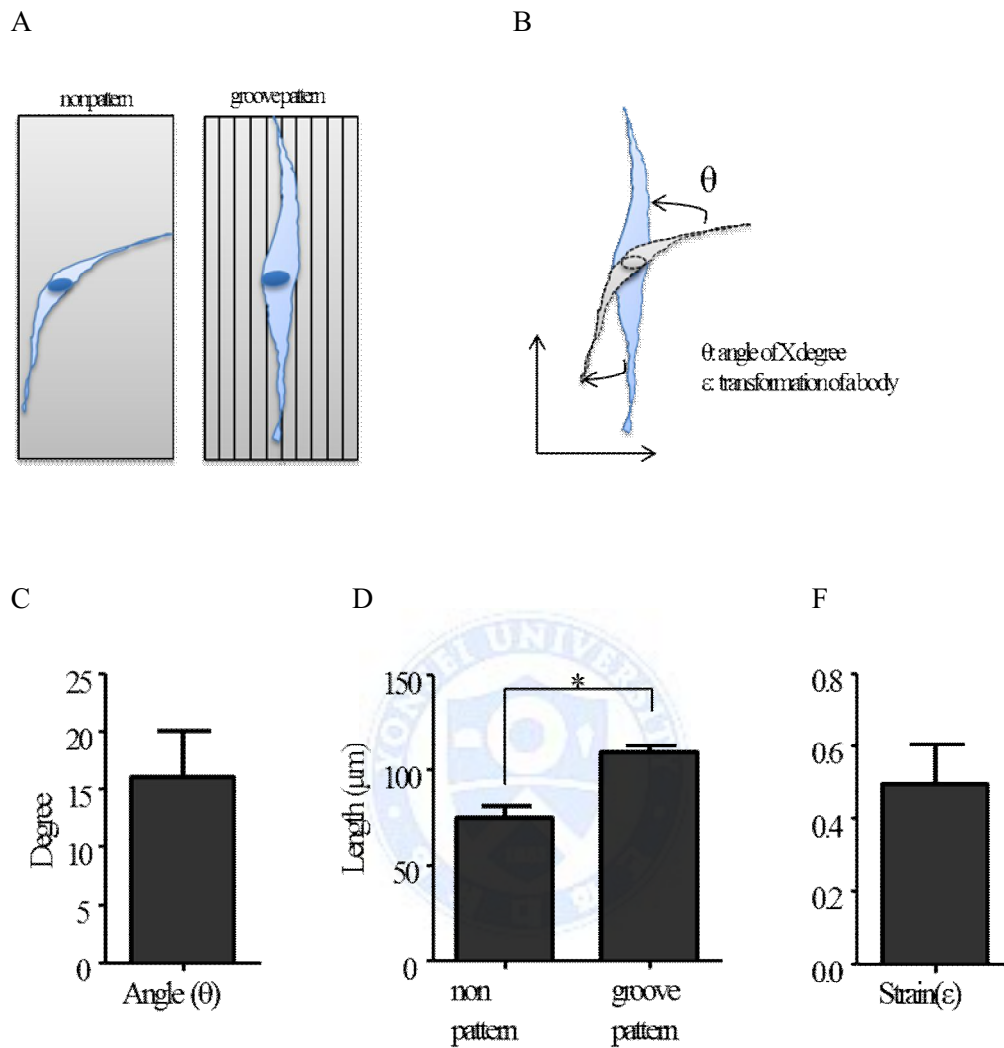 A
B
nonpattern
groove pattern
θ
θ: angle of X degree
ε: transformation of a body
C
D
F
25
20
15
10
5
0
Degree
Angle (θ)
150
100
50
0
Length (µm)
*
non
pattern
groove
pattern
0.8
0.6
0.4
0.2
0.0
Strain(ε)
YONSEI UNIVERSITY